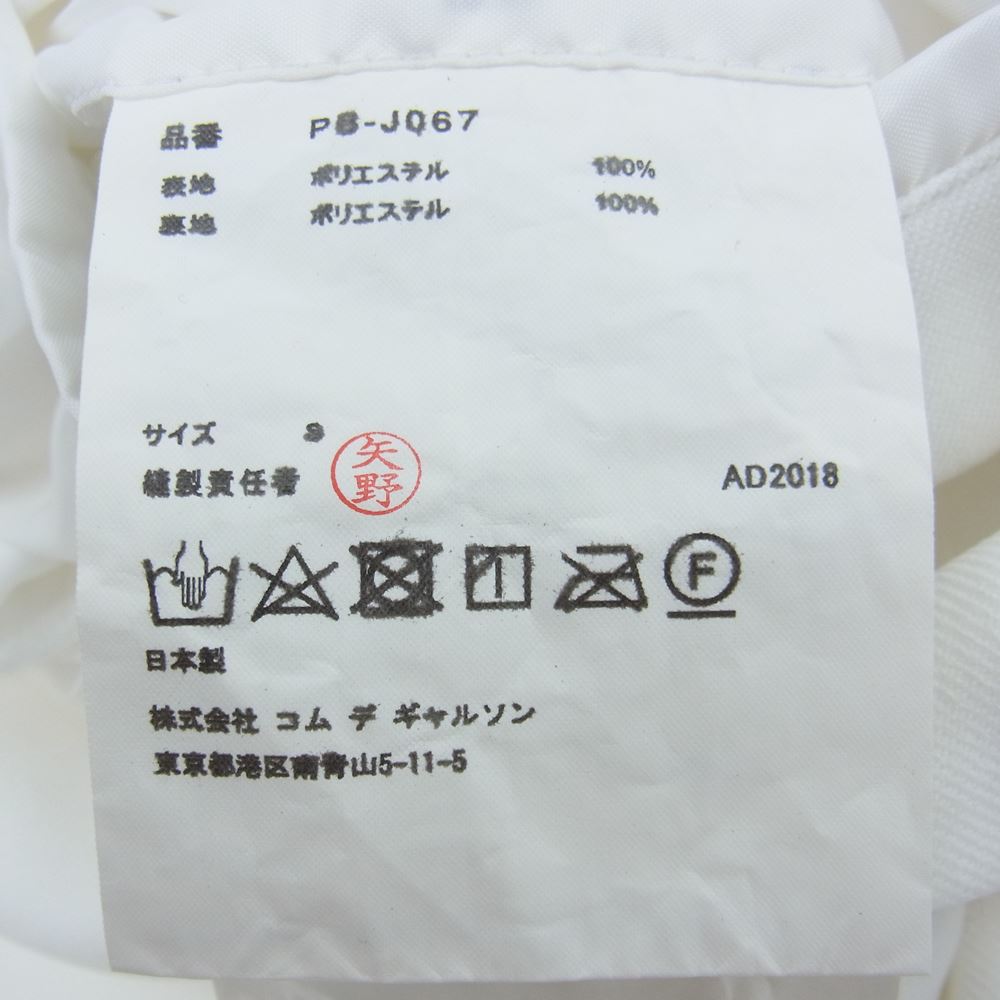 品番 PB-J067
表地 ポリエステル 100%
裏地 ポリエステル 100%
サイズ S
縫製責任者 矢野 AD2018
F
日本製
株式会社 コム デ ギャルソン
東京都港区南青山5-11-5